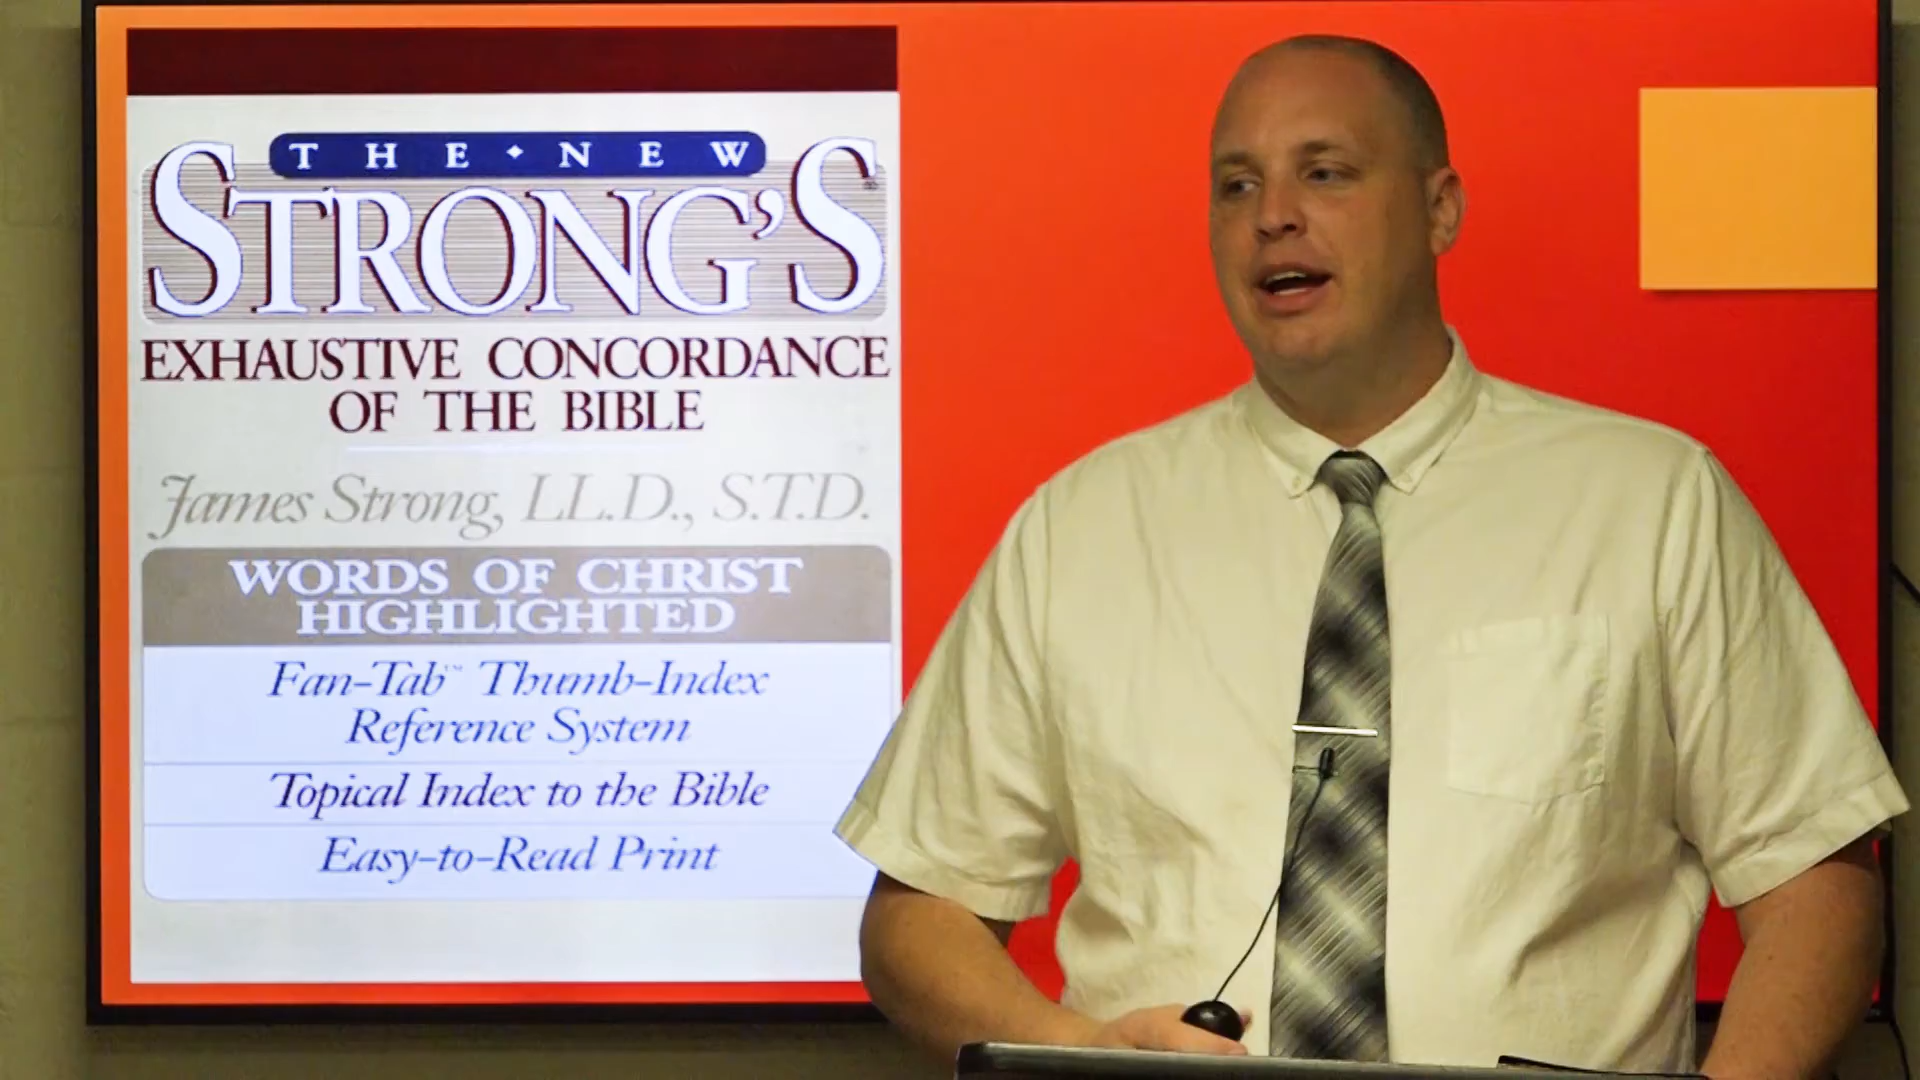 THE NEW
STRONG'S
EXHAUSTIVE CONCORDANCE
OF THE BIBLE
James Strong, LL.D., S.T.D.
WORDS OF CHRIST
HIGHLIGHTED
Fan-Tab™ Thumb-Index
Reference System
Topical Index to the Bible
Easy-to-Read Print